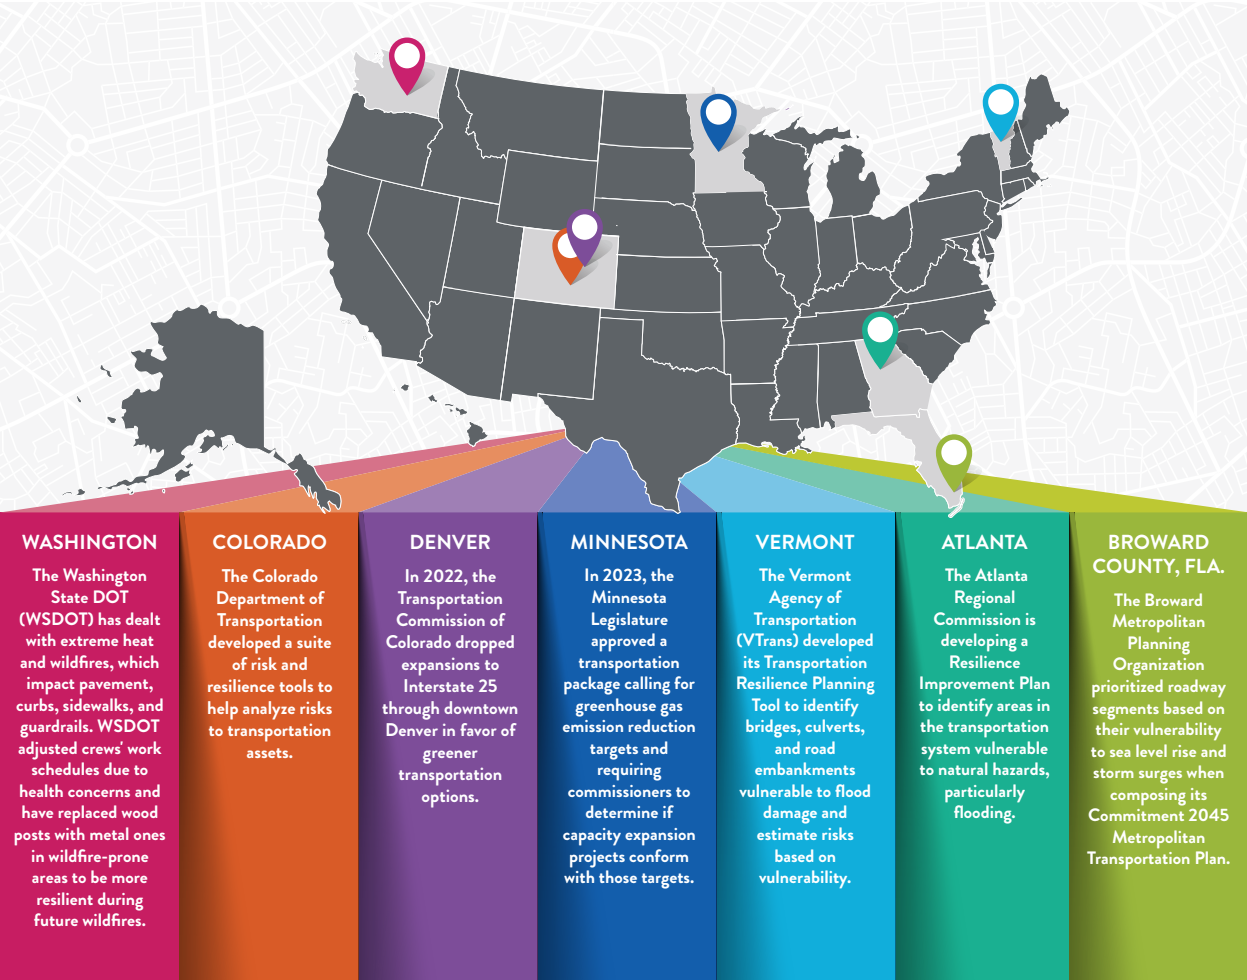 WASHINGTON
The Washington
State DOT
(WSDOT) has dealt
with extreme heat
and wildfires, which
impact pavement,
curbs, sidewalks, and
guardrails. WSDOT
adjusted crews' work
schedules due to
health concerns and
have replaced wood
posts with metal ones
in wildfire-prone
areas to be more
resilient during
future wildfires.
COLORADO
The Colorado
Department of
Transportation
developed a suite
of risk and
resilience tools to
help analyze risks
to transportation
assets.
DENVER
In 2022, the
Transportation
Commission of
Colorado dropped
expansions to
Interstate 25
through downtown
Denver in favor of
greener
transportation
options.
MINNESOTA
In 2023, the
Minnesota
Legislature
approved a
transportation
package calling for
greenhouse gas
emission reduction
targets and
requiring
commissioners to
determine if
capacity expansion
projects conform
with those targets.
VERMONT
The Vermont
Agency of
Transportation
(VTrans) developed
its Transportation
Resilience Planning
Tool to identify
bridges, culverts,
and road
embankments
vulnerable to flood
damage and
estimate risks
based on
vulnerability.
ATLANTA
The Atlanta
Regional
Commission is
developing a
Resilience
Improvement Plan
to identify areas in
the transportation
system vulnerable
to natural hazards,
particularly
flooding.
BROWARD
COUNTY, FLA.
The Broward
Metropolitan
Planning
Organization
prioritized roadway
segments based on
their vulnerability
to sea level rise and
storm surges when
composing its
Commitment 2045
Metropolitan
Transportation Plan.